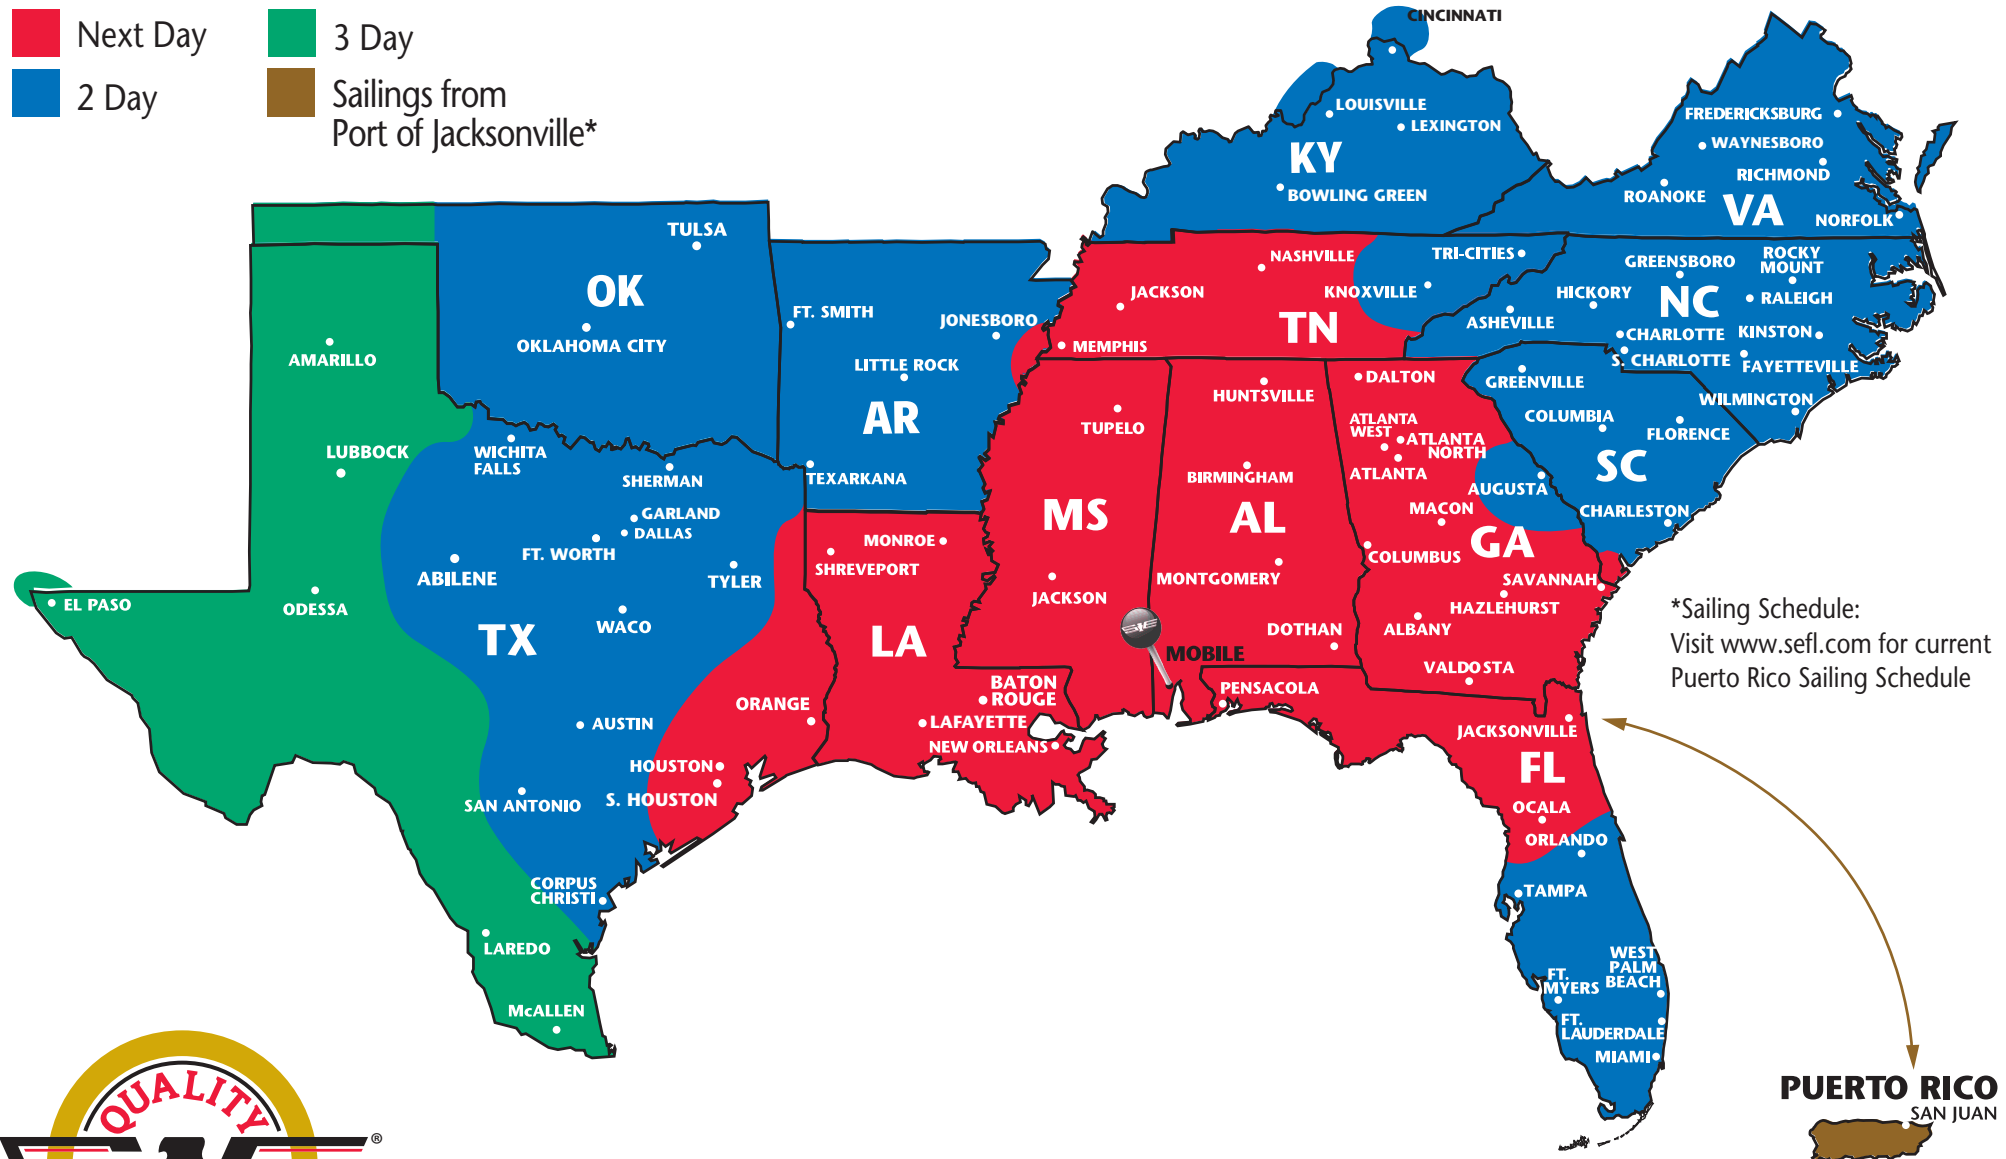 Next Day
3 Day
2 Day
Sailings from
Port of Jacksonville*
CINCINNATI
LOUISVILLE
LEXINGTON
KY
BOWLING GREEN
FREDERICKSBURG
WAYNESBORO
RICHMOND
ROANOKE
VA
NORFOLK
TULSA
OK
OKLAHOMA CITY
FT. SMITH
JONESBORO
LITTLE ROCK
AR
TEXARKANA
NASHVILLE
JACKSON
KNOXVILLE
TRI-CITIES
TN
MEMPHIS
GREENSBORO
ROCKY
MOUNT
HICKORY
NC
RALEIGH
ASHEVILLE
CHARLOTTE
KINSTON
S. CHARLOTTE
FAYETTEVILLE
WILMINGTON
GREENVILLE
COLUMBIA
FLORENCE
SC
CHARLESTON
AMARILLO
LUBBOCK
WICHITA
FALLS
SHERMAN
GARLAND
DALLAS
FT. WORTH
ABILENE
TYLER
EL PASO
ODESSA
WACO
TX
ORANGE
AUSTIN
HOUSTON
S. HOUSTON
SAN ANTONIO
CORPUS
CHRISTI
LAREDO
McALLEN
MONROE
SHREVEPORT
LA
BATON
ROUGE
LAFAYETTE
NEW ORLEANS
TUPELO
MS
JACKSON
HUNTSVILLE
BIRMINGHAM
AL
MONTGOMERY
DOTHAN
MOBILE
DALTON
ATLANTA
WEST
ATLANTA
NORTH
ATLANTA
AUGUSTA
MACON
GA
COLUMBUS
SAVANNAH
HAZLEHURST
ALBANY
VALDOSTA
PENSACOLA
JACKSONVILLE
FL
OCALA
ORLANDO
TAMPA
WEST
PALM
BEACH
FT.
MYERS
FT.
LAUDERDALE
MIAMI
*Sailing Schedule:
Visit www.sefl.com for current
Puerto Rico Sailing Schedule
PUERTO RICO
SAN JUAN
QUALITY
®